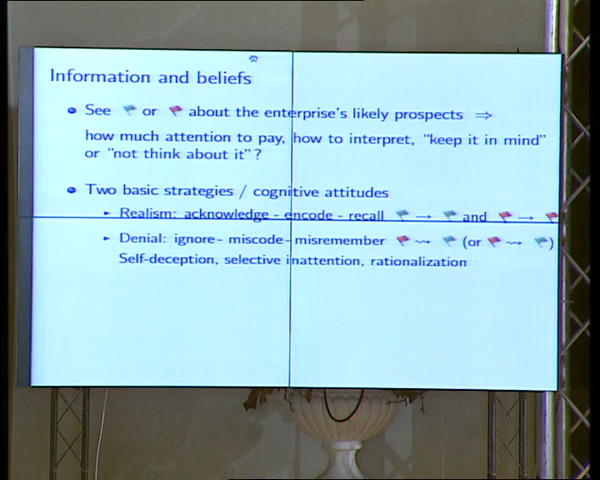 Information and beliefs
See or about the enterprise's likely prospects ⇒
how much attention to pay, how to interpret, "keep it in mind"
or "not think about it"?
Two basic strategies / cognitive attitudes
Realism: acknowledge - encode - recall → and →
Denial: ignore - miscode - misremember ⇝ (or ⇝ )
Self-deception, selective inattention, rationalization